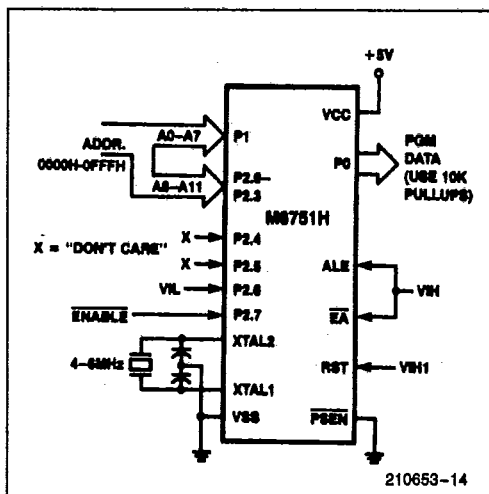 +5V
VCC
A0–A7
P1
ADDR.
0000H-0FFFH
P2.0–
P2.3
A8–A11
P0
PGM
DATA
(USE 10K
PULLUPS)
M8751H
X = "DON'T CARE"
X
P2.4
X
P2.5
VIL
P2.6
ENABLE
P2.7
ALE
VIH
EA
4–6MHz
XTAL2
XTAL1
RST
VIH1
VSS
PSEN
210653–14